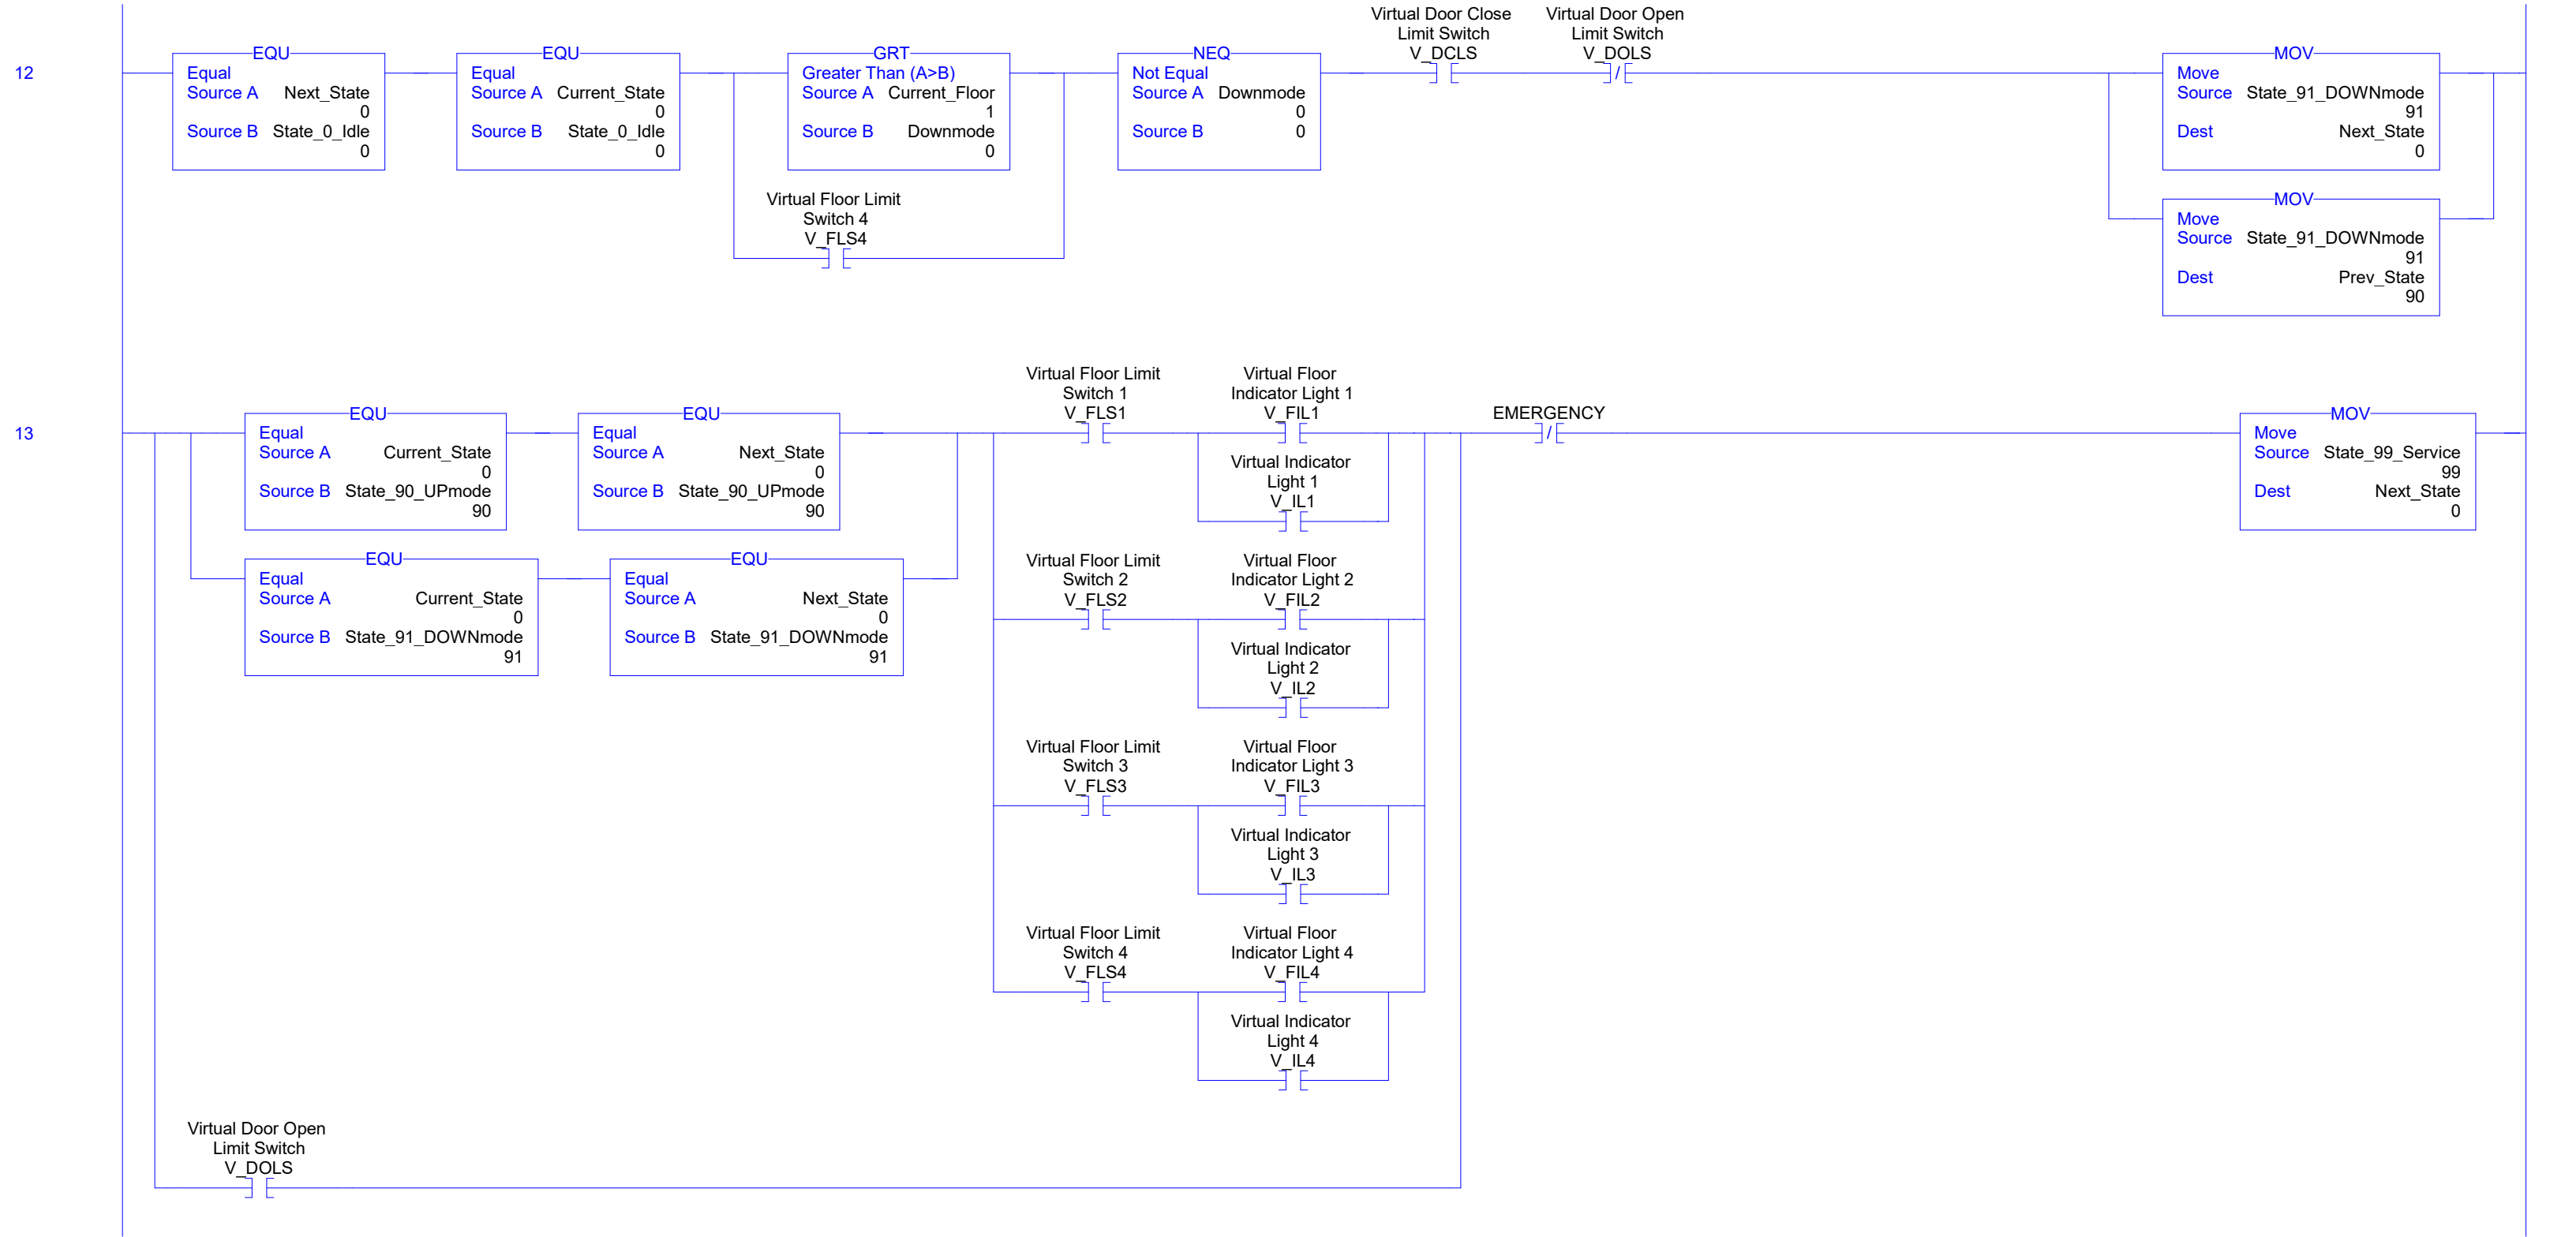 12
EQU
Equal
Source A Next_State
0
Source B State_0_Idle
0
EQU
Equal
Source A Current_State
0
Source B State_0_Idle
0
GRT
Greater Than (A>B)
Source A Current_Floor
1
Source B Downmode
0
Virtual Floor Limit
Switch 4
V_FLS4
NEQ
Not Equal
Source A Downmode
0
Source B 0
Virtual Door Close
Limit Switch
V_DCLS
Virtual Door Open
Limit Switch
V_DOLS
MOV
Move
Source State_91_DOWNmode
91
Dest Next_State
0
MOV
Move
Source State_91_DOWNmode
91
Dest Prev_State
90
13
EQU
Equal
Source A Current_State
0
Source B State_90_UPmode
90
EQU
Equal
Source A Next_State
0
Source B State_90_UPmode
90
EQU
Equal
Source A Current_State
0
Source B State_91_DOWNmode
91
EQU
Equal
Source A Next_State
0
Source B State_91_DOWNmode
91
Virtual Floor Limit
Switch 1
V_FLS1
Virtual Floor
Indicator Light 1
V_FIL1
Virtual Indicator
Light 1
V_IL1
Virtual Floor Limit
Switch 2
V_FLS2
Virtual Floor
Indicator Light 2
V_FIL2
Virtual Indicator
Light 2
V_IL2
Virtual Floor Limit
Switch 3
V_FLS3
Virtual Floor
Indicator Light 3
V_FIL3
Virtual Indicator
Light 3
V_IL3
Virtual Floor Limit
Switch 4
V_FLS4
Virtual Floor
Indicator Light 4
V_FIL4
Virtual Indicator
Light 4
V_IL4
Virtual Door Open
Limit Switch
V_DOLS
EMERGENCY
MOV
Move
Source State_99_Service
99
Dest Next_State
0